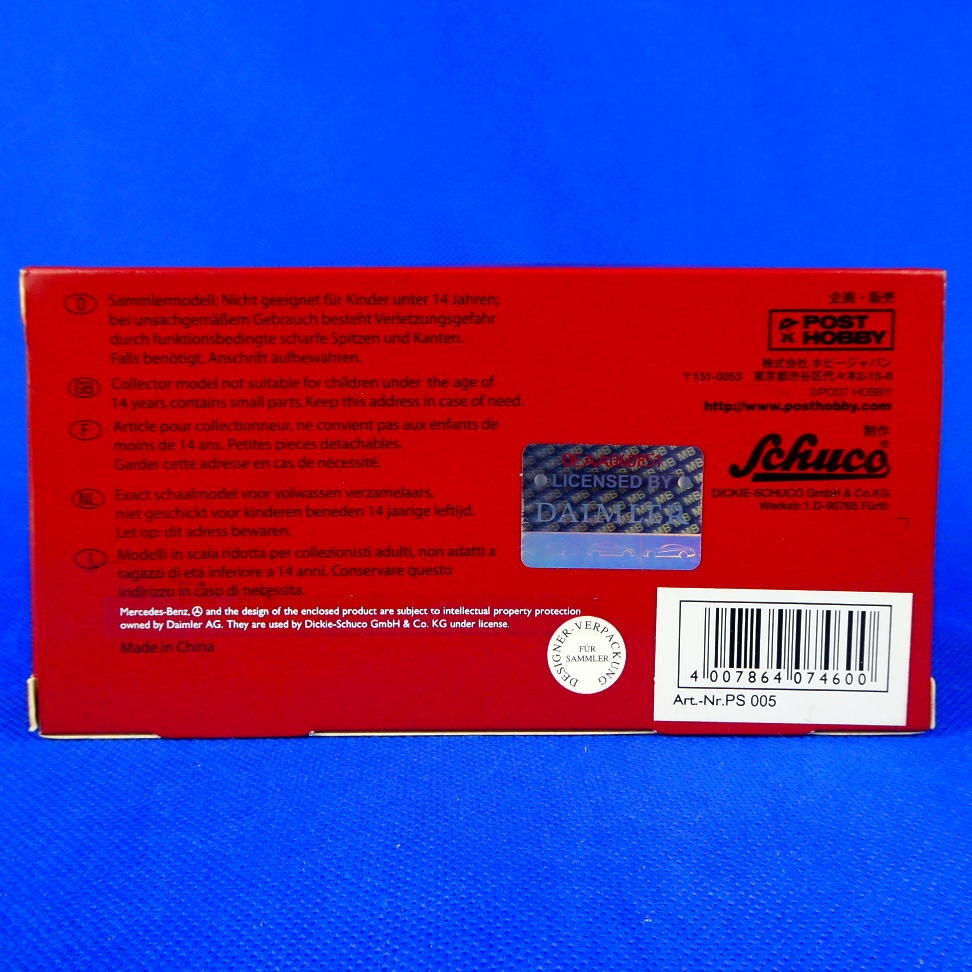 D Sammlermodell; Nicht geeignet für Kinder unter 14 Jahren;
bei unsachgemäßem Gebrauch besteht Verletzungsgefahr
durch funktionsbedingte scharfe Spitzen und Kanten.
Falls benötigt, Anschrift aufbewahren.
GB Collector model not suitable for children under the age of
14 years,contains small parts. Keep this address in case of need.
F Article pour collectionneur, ne convient pas aux enfants de
moins de 14 ans. Petites pieces detachables.
Garder cette adresse en cas de nécessité.
NL Exact schaalmodel voor volwassen verzamelaars,
niet geschikt voor kinderen beneden 14 jaarige leftijd.
Let op: dit adress bewaren.
I Modelli in scala ridotta per collezionisti adulti, non adatti a
ragazzi di età inferiore a 14 anni. Conservare questo
indirizzo in caso di necessita.
Mercedes-Benz, and the design of the enclosed product are subject to intellectual property protection
owned by Daimler AG. They are used by Dickie-Schuco GmbH & Co. KG under license.
Made in China
企画・販売
POST
HOBBY
株式会社 ホビージャパン
〒151-0053 東京都渋谷区代々木2-15-8
©POST HOBBY
http://www.posthobby.com
制作
Schuco®
DICKIE-SCHUCO GmbH & Co.KG
Werkstr.1.D-90765 Fürth
LICENSED BY
DAIMLER
MB MB MB
DESIGNER-VERPACKUNG
FÜR
SAMMLER
4 007864 074600
Art.-Nr.PS 005